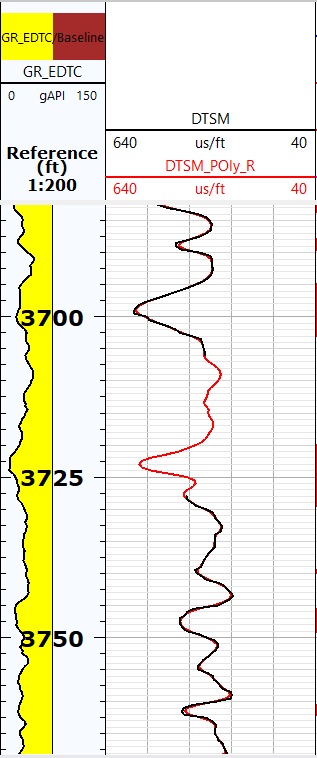 GR_EDTC/Baseline
GR_EDTC
0 gAPI 150
Reference
(ft)
1:200
DTSM
640 us/ft 40
DTSM_POly_R
640 us/ft 40
3700
3725
3750